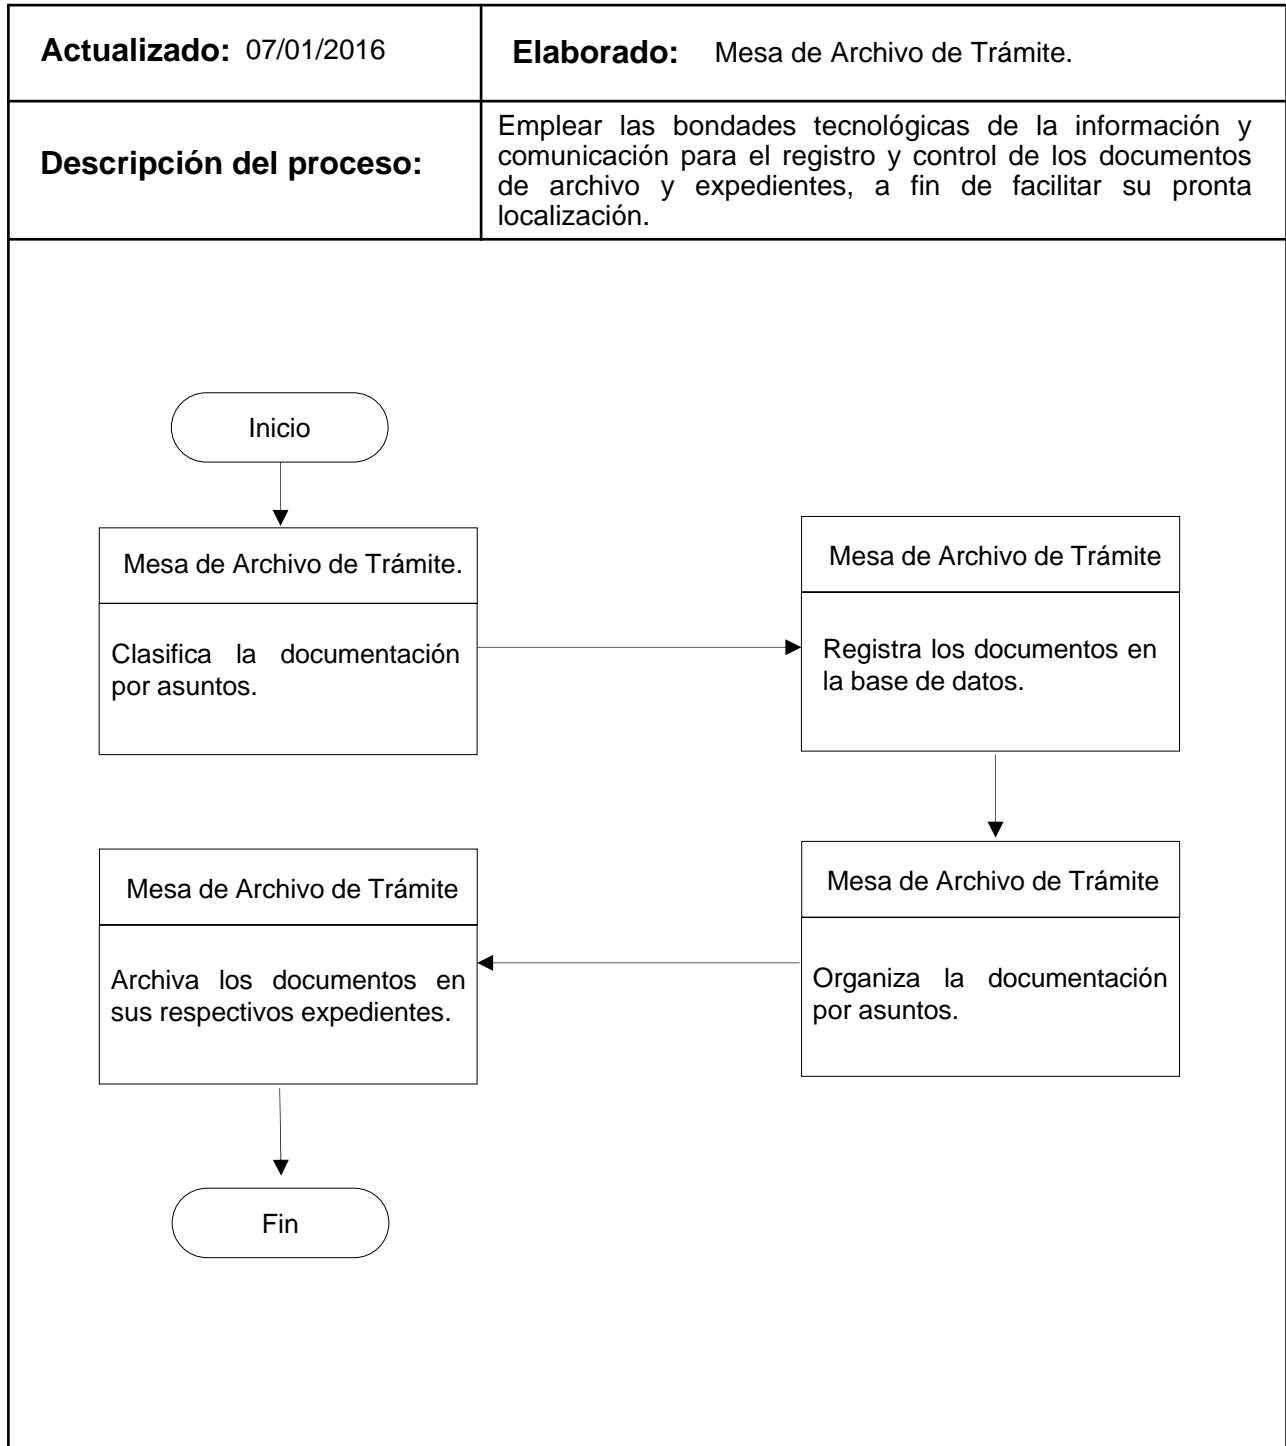 Actualizado: 07/01/2016
Elaborado: Mesa de Archivo de Trámite.
Descripción del proceso:
Emplear las bondades tecnológicas de la información y
comunicación para el registro y control de los documentos
de archivo y expedientes, a fin de facilitar su pronta
localización.
Inicio
Mesa de Archivo de Trámite.
Clasifica la documentación
por asuntos.
Mesa de Archivo de Trámite
Registra los documentos en
la base de datos.
Mesa de Archivo de Trámite
Organiza la documentación
por asuntos.
Mesa de Archivo de Trámite
Archiva los documentos en
sus respectivos expedientes.
Fin